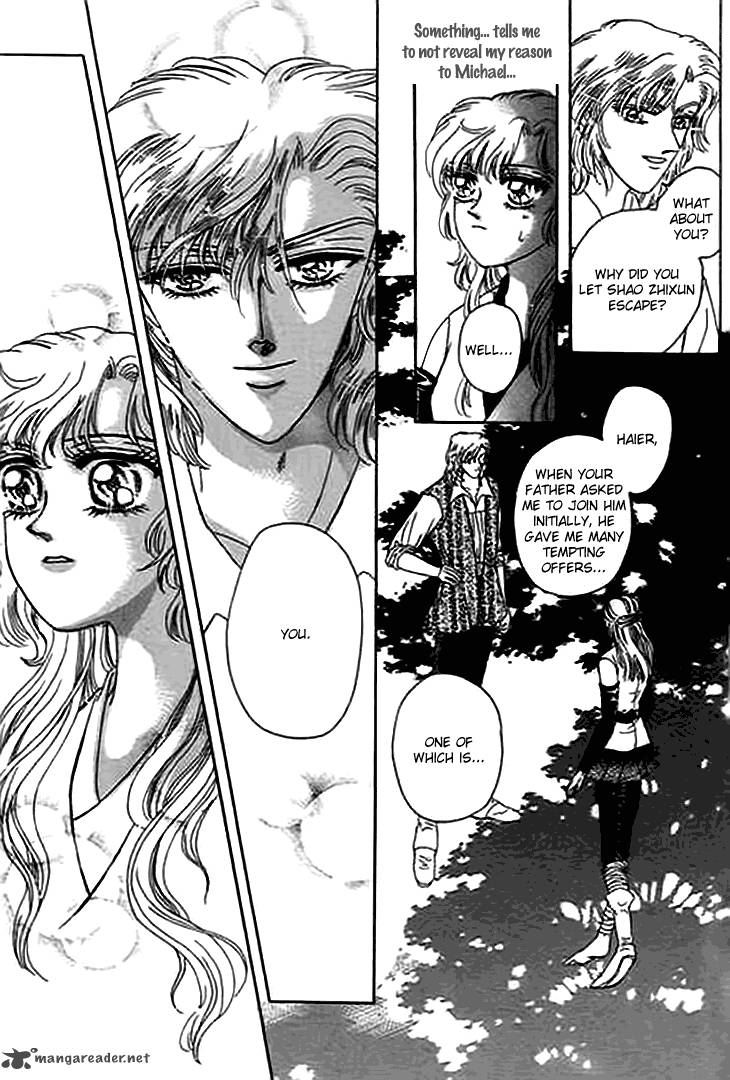 WHAT
ABOUT
YOU?
WHY DID YOU
LET SHAO ZHIXUN
ESCAPE?
Something... tells me
to not reveal my reason
to Michael...
WELL...
HAIER,
WHEN YOUR
FATHER ASKED
ME TO JOIN HIM
INITIALLY, HE
GAVE ME MANY
TEMPTING
OFFERS...
ONE OF
WHICH IS...
YOU.
mangareader.net